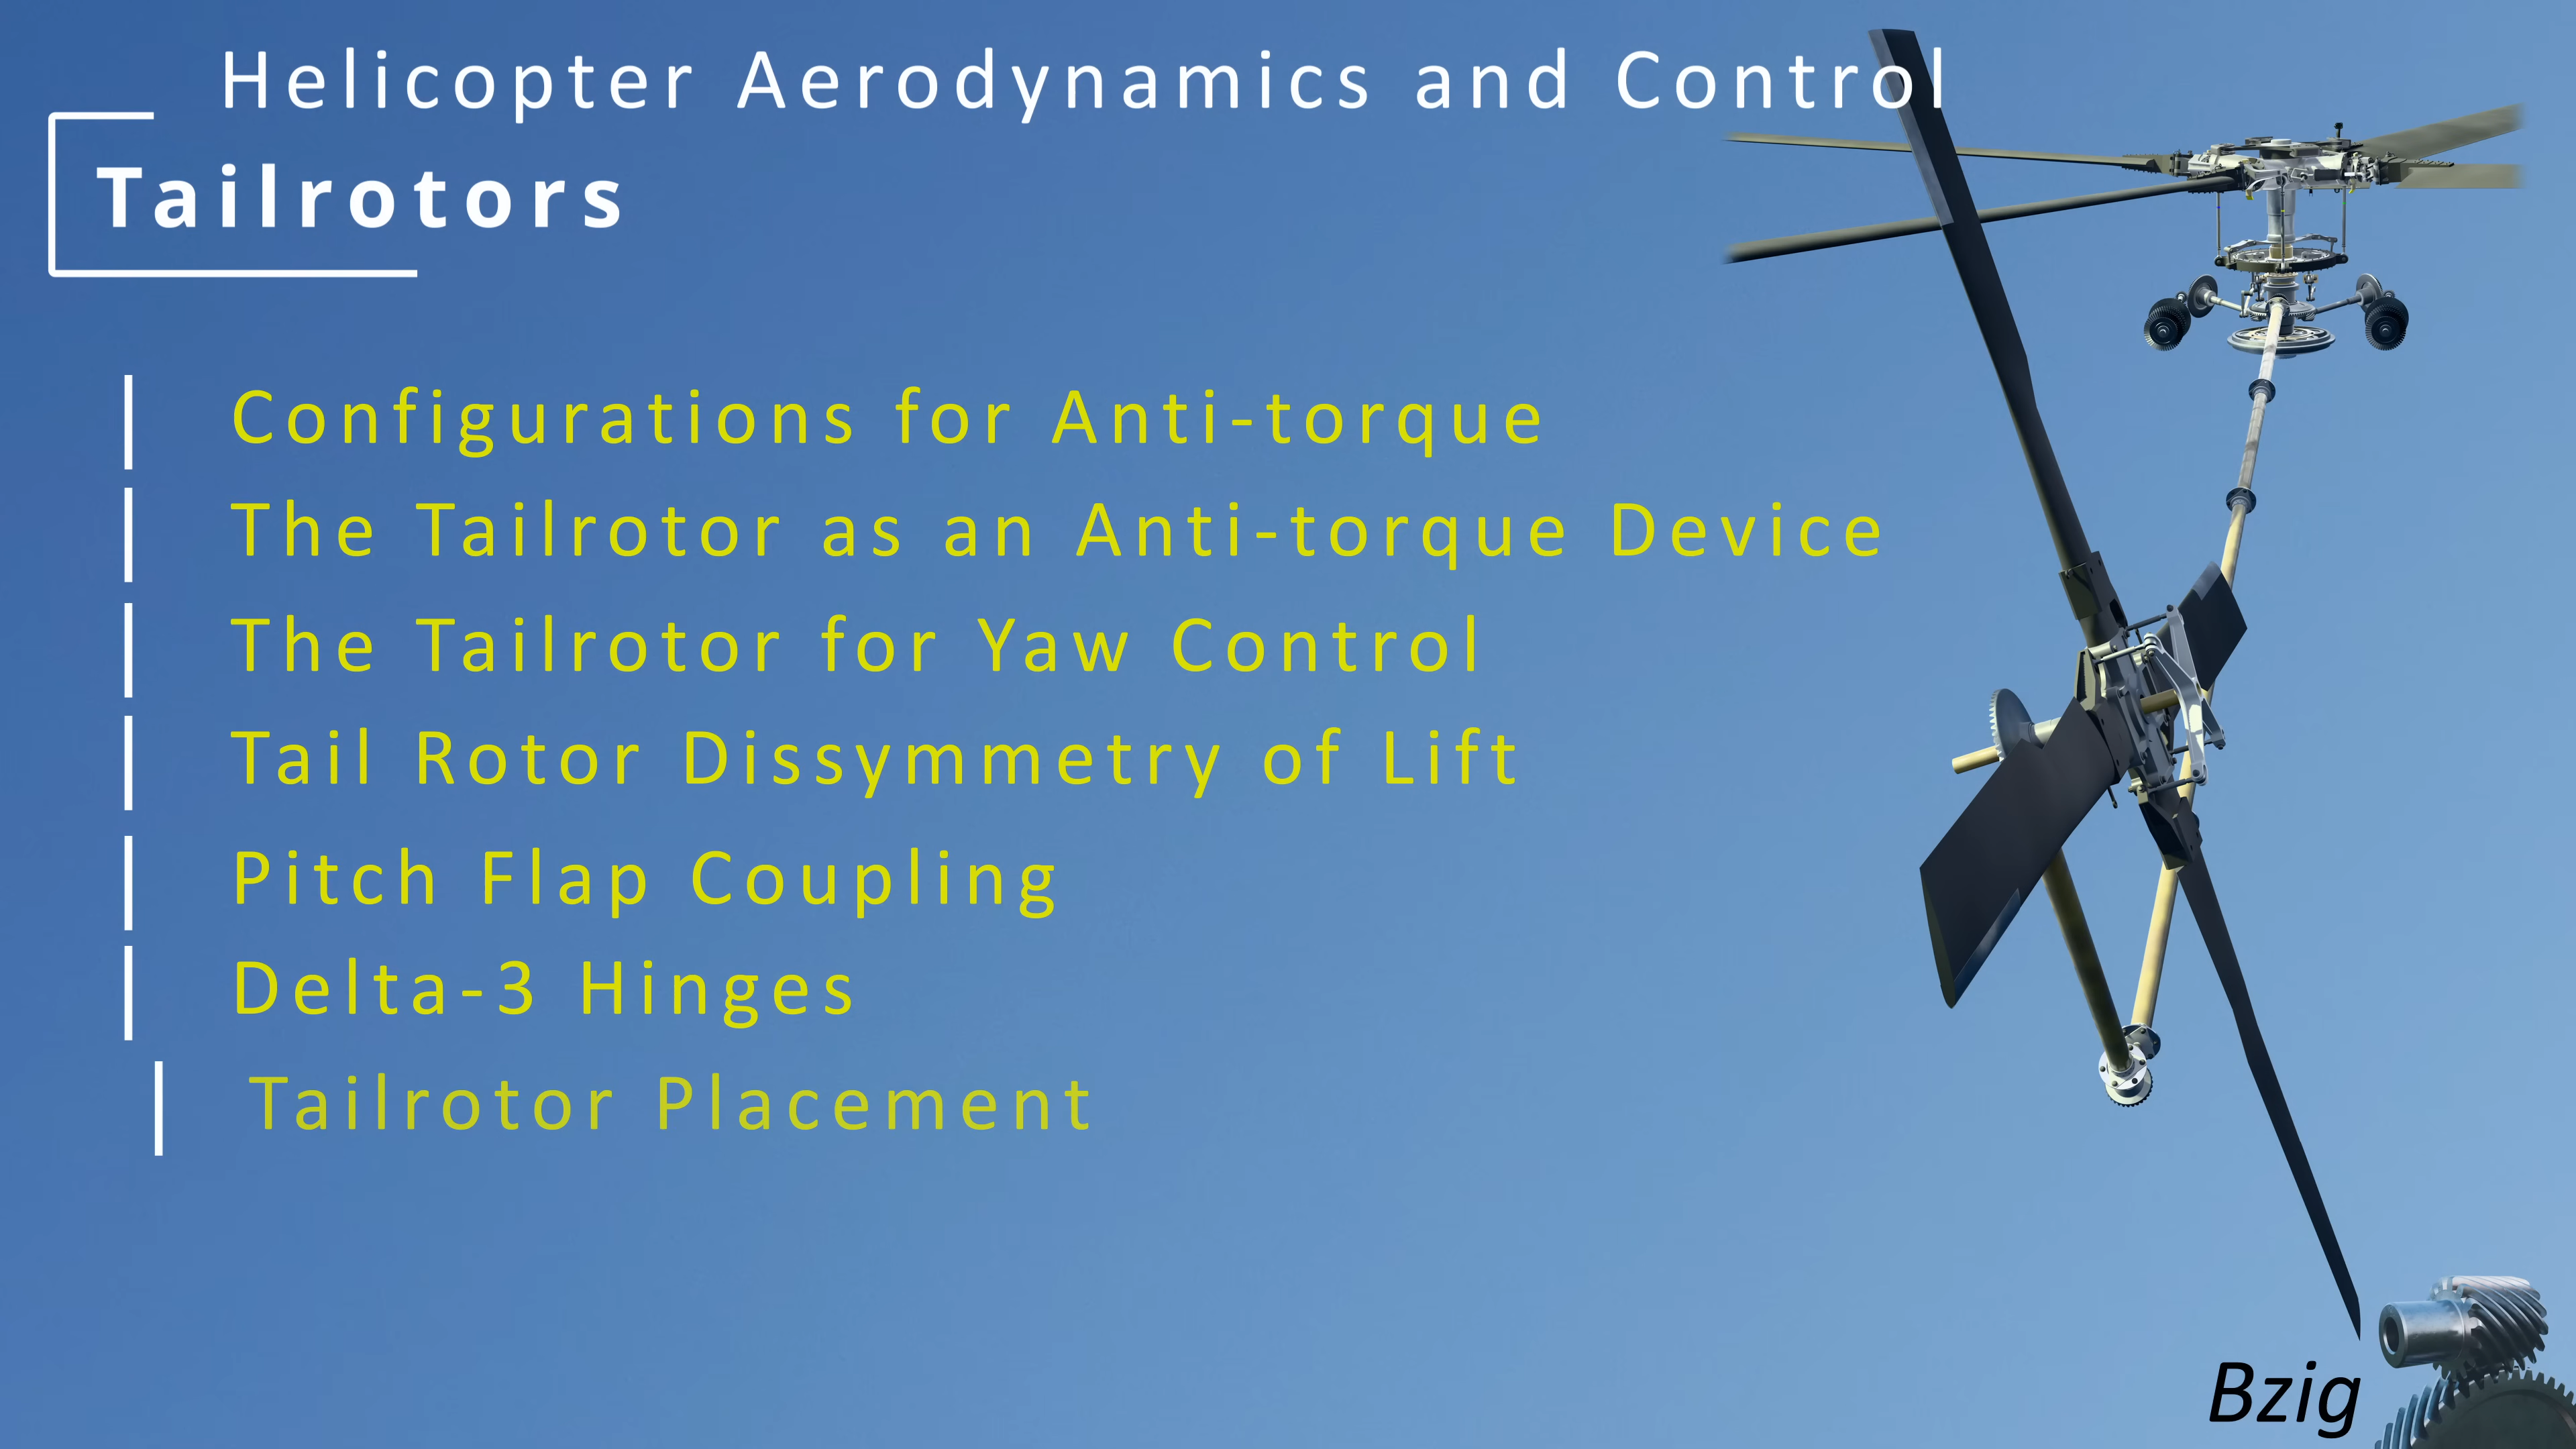 Helicopter Aerodynamics and Control
Tailrotors
Configurations for Anti-torque
The Tailrotor as an Anti-torque Device
The Tailrotor for Yaw Control
Tail Rotor Dissymmetry of Lift
Pitch Flap Coupling
Delta-3 Hinges
Tailrotor Placement
Bzig